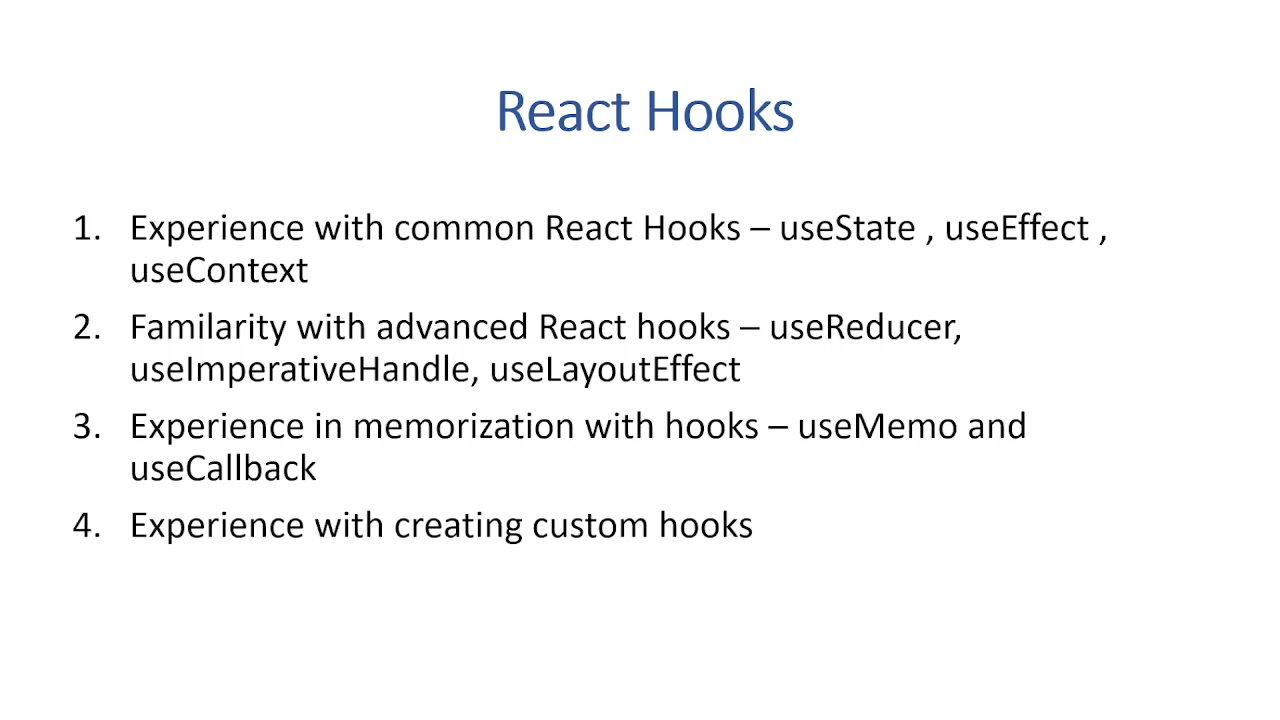 React Hooks
1. Experience with common React Hooks – useState , useEffect ,
useContext
2. Familarity with advanced React hooks – useReducer,
useImperativeHandle, useLayoutEffect
3. Experience in memorization with hooks – useMemo and
useCallback
4. Experience with creating custom hooks